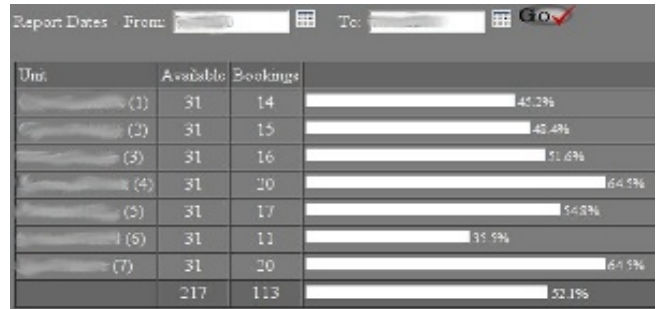 Report Dates - From: To: Go
Unit Available Bookings
(1) 31 14 45.2%
(2) 31 15 48.4%
(3) 31 16 51.6%
(4) 31 20 64.5%
(5) 31 17 54.8%
(6) 31 11 35.5%
(7) 31 20 64.5%
217 113 52.1%